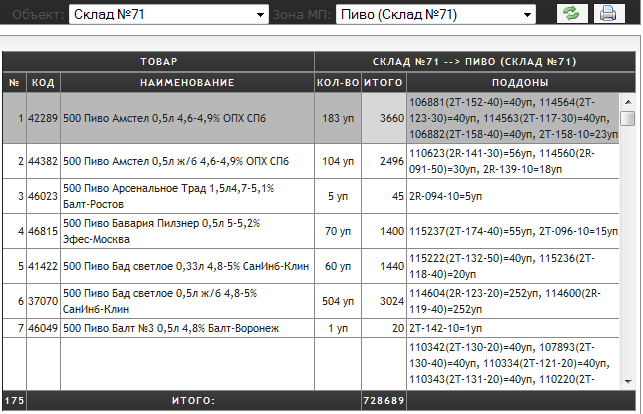 Объект: Склад №71 Зона МП: Пиво (Склад №71)
ТОВАР СКЛАД №71 --> ПИВО (СКЛАД №71)
№ КОД НАИМЕНОВАНИЕ КОЛ-ВО ИТОГО ПОДДОНЫ
106881(2T-152-40)=40уп, 114564(2T-
1 42289 500 Пиво Амстел 0,5л 4,6-4,9% ОПХ СПб 183 уп 3660 123-30)=40уп, 114563(2T-117-30)=40уп,
106882(2T-158-40)=40уп, 2T-158-10=23уп
2 44382 500 Пиво Амстел 0,5л ж/б 4,6-4,9% ОПХ СПб 104 уп 2496 110623(2R-141-30)=56уп, 114560(2R-
091-50)=30уп, 2R-139-10=18уп
3 46023 500 Пиво Арсенальное Трад 1,5л4,7-5,1%
Балт-Ростов 5 уп 45 2R-094-10=5уп
4 46815 500 Пиво Бавария Пилзнер 0,5л 5-5,2%
Эфес-Москва 70 уп 1400 115237(2T-174-40)=55уп, 2T-096-10=15уп
5 41422 500 Пиво Бад светлое 0,33л 4,8-5% СанИнб-Клин 60 уп 1440 115222(2T-132-50)=40уп, 115236(2T-
118-40)=20уп
6 37070 500 Пиво Бад светлое 0,5л ж/б 4,8-5%
СанИнб-Клин 504 уп 3024 114604(2R-123-20)=252уп, 114600(2R-
119-40)=252уп
7 46049 500 Пиво Балт №3 0,5л 4,8% Балт-Воронеж 1 уп 20 2T-142-10=1уп
110342(2T-130-20)=40уп, 107893(2T-
130-40)=40уп, 110334(2T-121-20)=40уп,
110343(2T-131-20)=40уп, 110220(2T-
175 ИТОГО: 728689